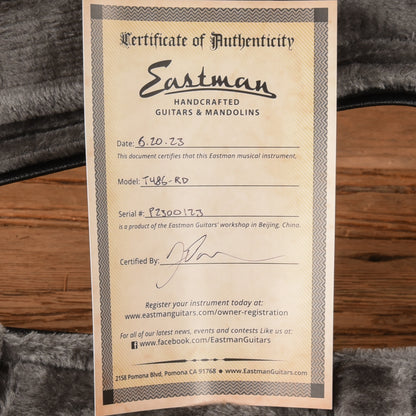 Certificate of Authenticity
Eastman
HANDCRAFTED
GUITARS & MANDOLINS
Date: 6.20.23
This document certifies that this Eastman musical instrument,
Model: T486-RD
Serial #: P2300123
is a product of the Eastman Guitars' workshop in Beijing, China.
Certified By:
Register your instrument today at:
www.eastmanguitars.com/owner-registration
For all of our latest news, events and contests Like us at:
f www.facebook.com/EastmanGuitars
2158 Pomona Blvd, Pomona CA 91768 ● www.EastmanGuitars.com